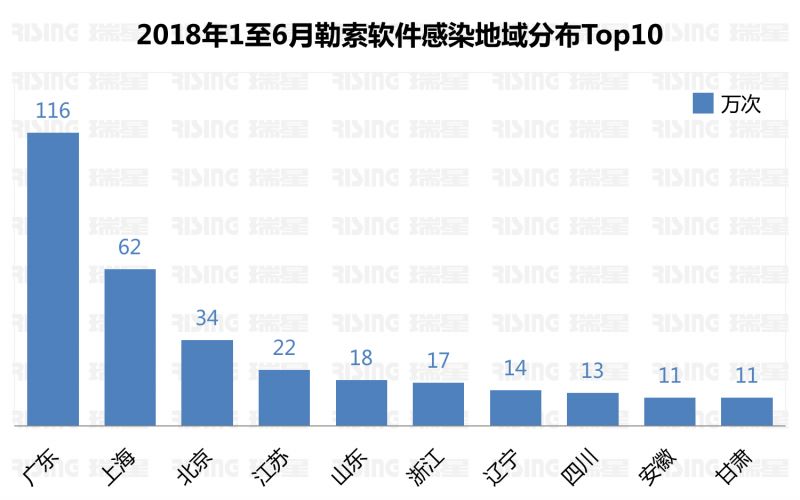 2018年1至6月勒索软件感染地域分布Top10
万次
116
62
34
22
18
17
14
13
11
11
广东
上海
北京
江苏
山东
浙江
辽宁
四川
安徽
甘肃
RISING 瑞星